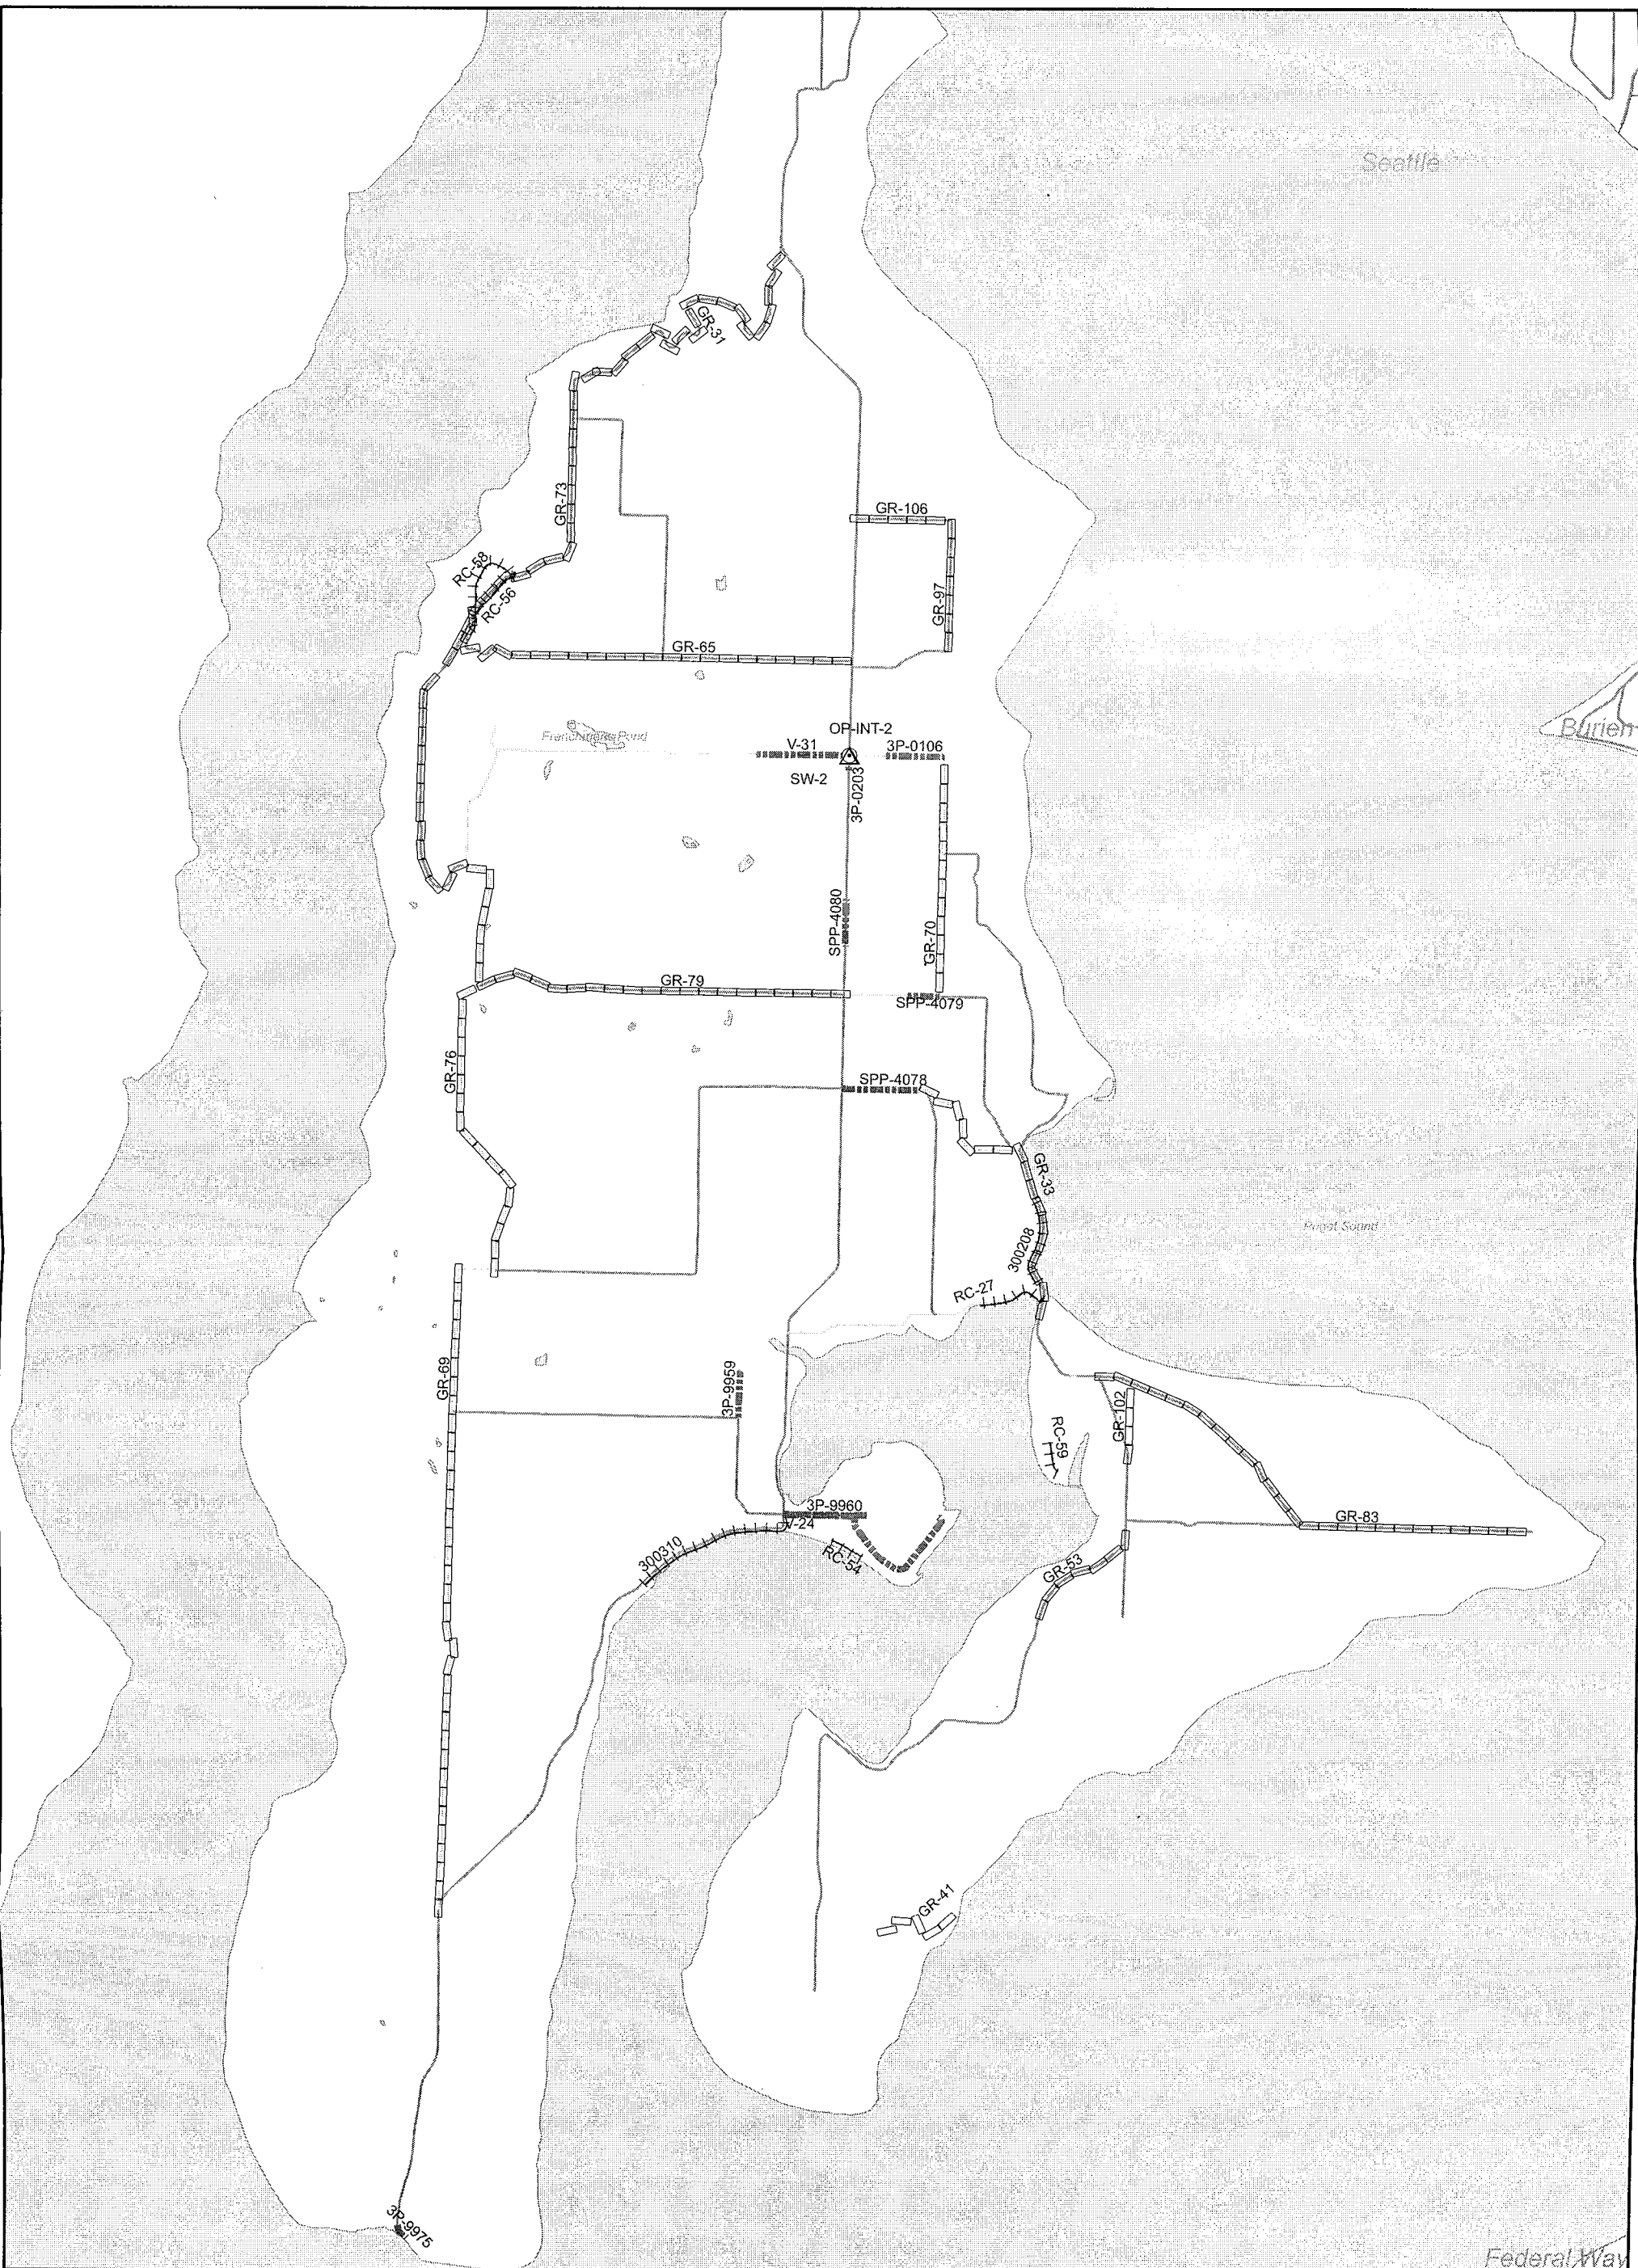 Seattle
GR-31
GR-73
GR-106
RC-58
RC-56
GR-97
GR-65
OP-INT-2
Burien
V-31
3P-0106
SW-2
3P-0203
SPP-4080
GR-70
GR-79
SPP-4079
GR-76
SPP-4078
GR-33
Puget Sound
300208
RC-27
GR-69
3P-9959
GR-102
RC-59
3P-9960
V-24
GR-83
300310
RC-54
GR-53
GR-41
3P-9975
Federal Way